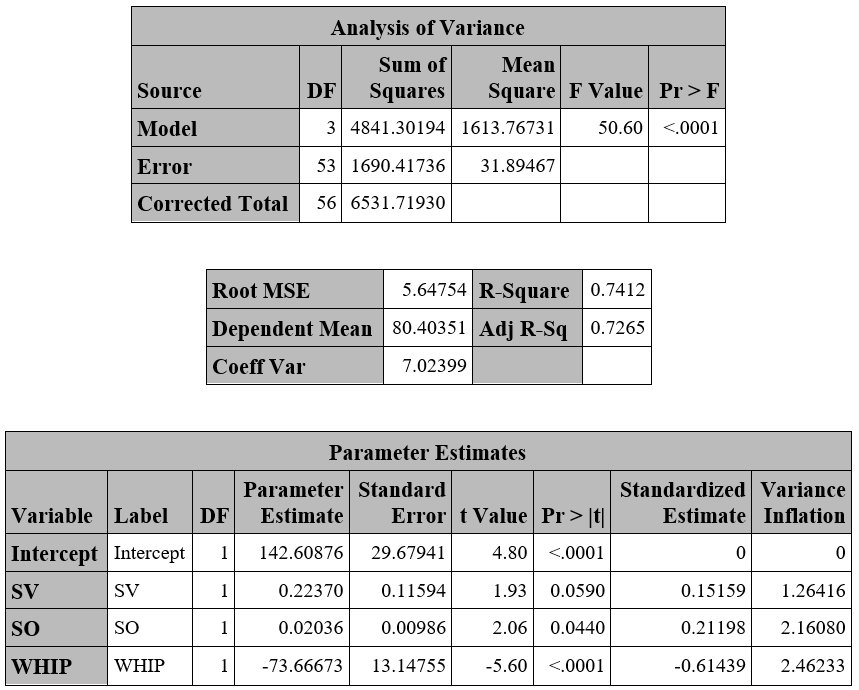 Analysis of Variance
Source DF Sum of Squares Mean Square F Value Pr > F
Model 3 4841.30194 1613.76731 50.60 <.0001
Error 53 1690.41736 31.89467
Corrected Total 56 6531.71930
Root MSE 5.64754 R-Square 0.7412
Dependent Mean 80.40351 Adj R-Sq 0.7265
Coeff Var 7.02399
Parameter Estimates
Variable Label DF Parameter Estimate Standard Error t Value Pr > |t| Standardized Estimate Variance Inflation
Intercept Intercept 1 142.60876 29.67941 4.80 <.0001 0 0
SV SV 1 0.22370 0.11594 1.93 0.0590 0.15159 1.26416
SO SO 1 0.02036 0.00986 2.06 0.0440 0.21198 2.16080
WHIP WHIP 1 -73.66673 13.14755 -5.60 <.0001 -0.61439 2.46233